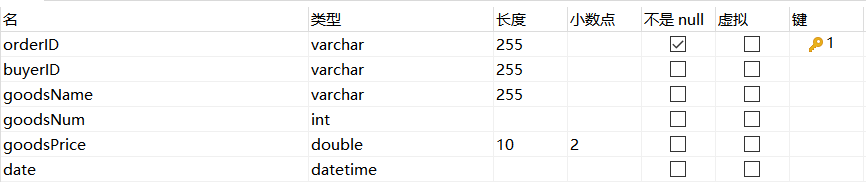 名 类型 长度 小数点 不是 null 虚拟 键
orderID varchar 255 1
buyerID varchar 255
goodsName varchar 255
goodsNum int
goodsPrice double 10 2
date datetime